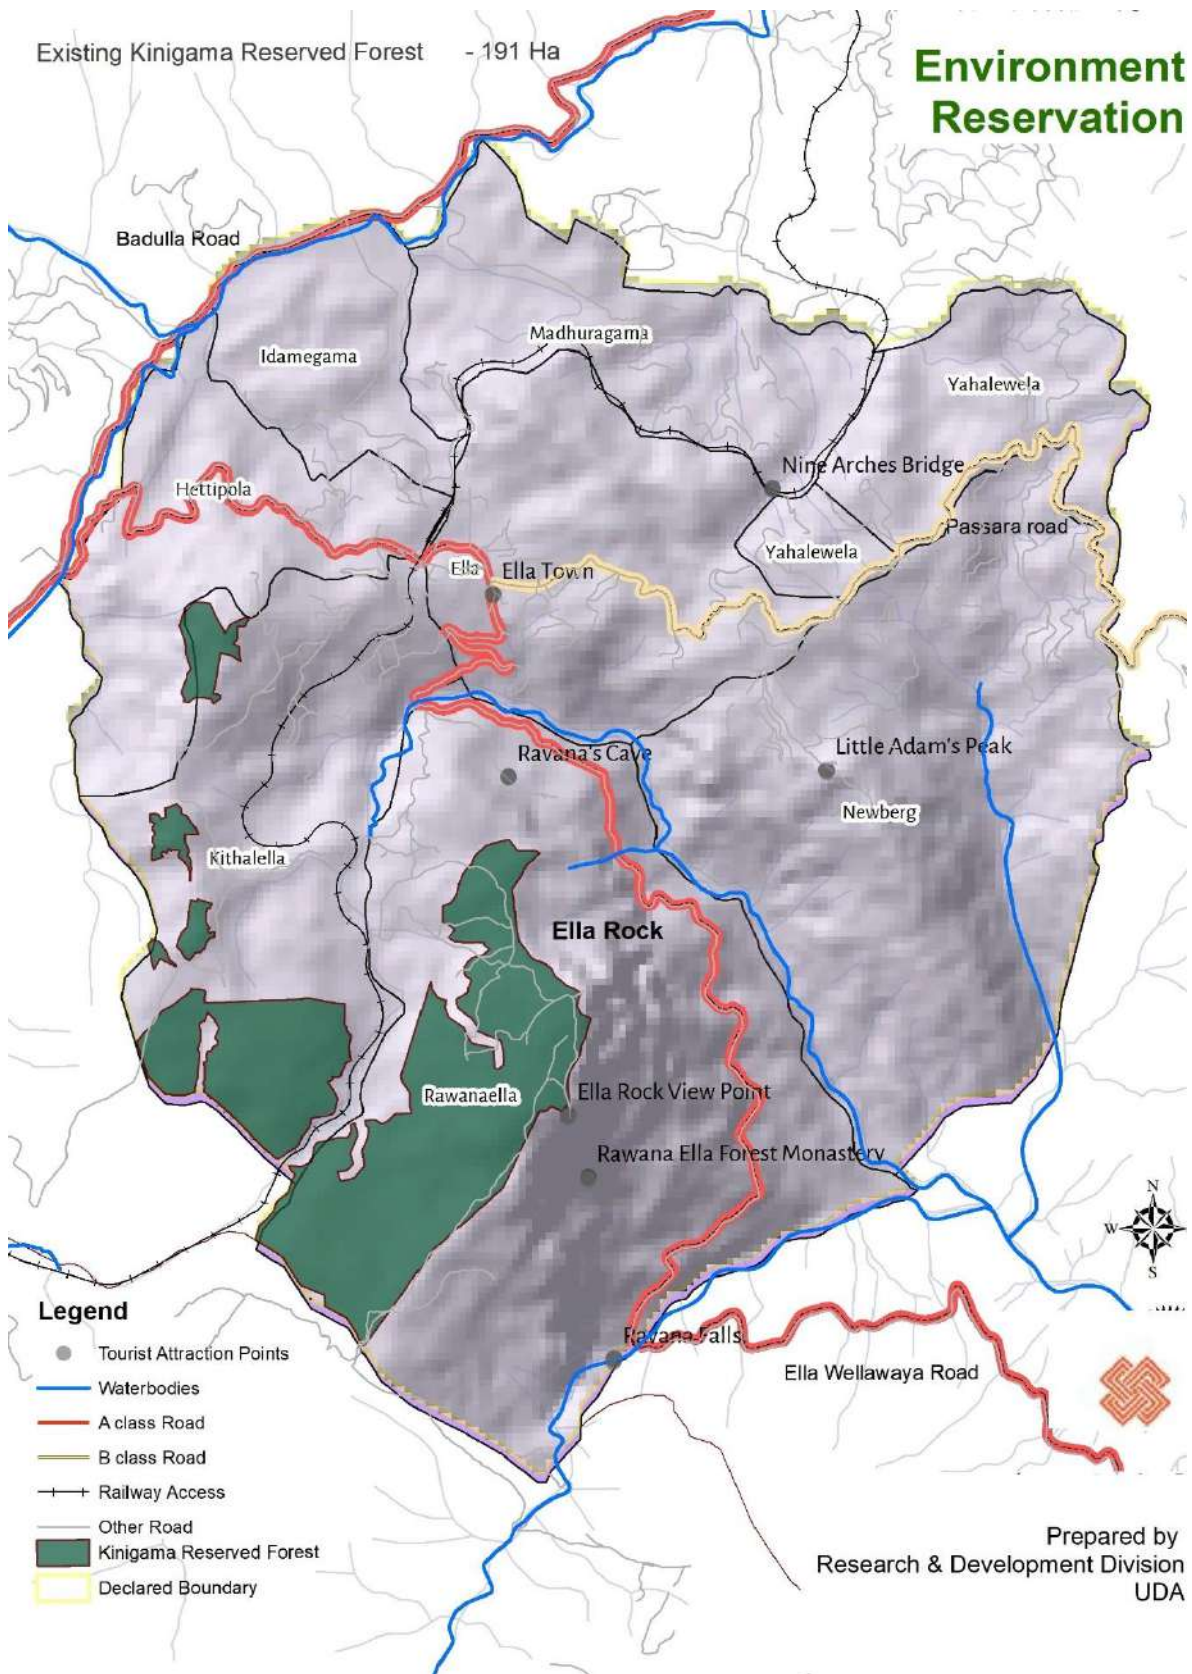 Existing Kinigama Reserved Forest - 191 Ha
Environment
Reservation
Badulla Road
Madhuragama
Idamegama
Yahalewela
Nine Arches Bridge
Hettipola
Passara road
Yahalewela
Ella
Ella Town
Ravana's Cave
Little Adam's Peak
Newberg
Kithalella
Ella Rock
Rawanaella
Ella Rock View Point
Rawana Ella Forest Monastery
N
W
S
Ravana Falls
Ella Wellawaya Road
Legend
Tourist Attraction Points
Waterbodies
A class Road
B class Road
Railway Access
Other Road
Kinigama Reserved Forest
Declared Boundary
Prepared by
Research & Development Division
UDA